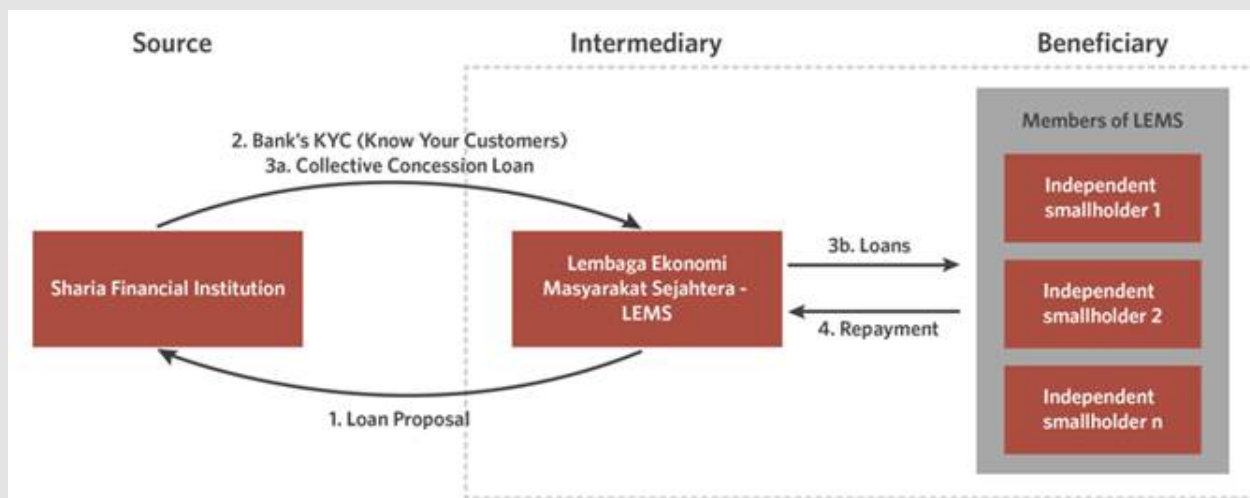 Source
Intermediary
Beneficiary
2. Bank's KYC (Know Your Customers)
3a. Collective Concession Loan
Sharia Financial Institution
1. Loan Proposal
Lembaga Ekonomi
Masyarakat Sejahtera -
LEMS
3b. Loans
4. Repayment
Members of LEMS
Independent
smallholder 1
Independent
smallholder 2
Independent
smallholder n